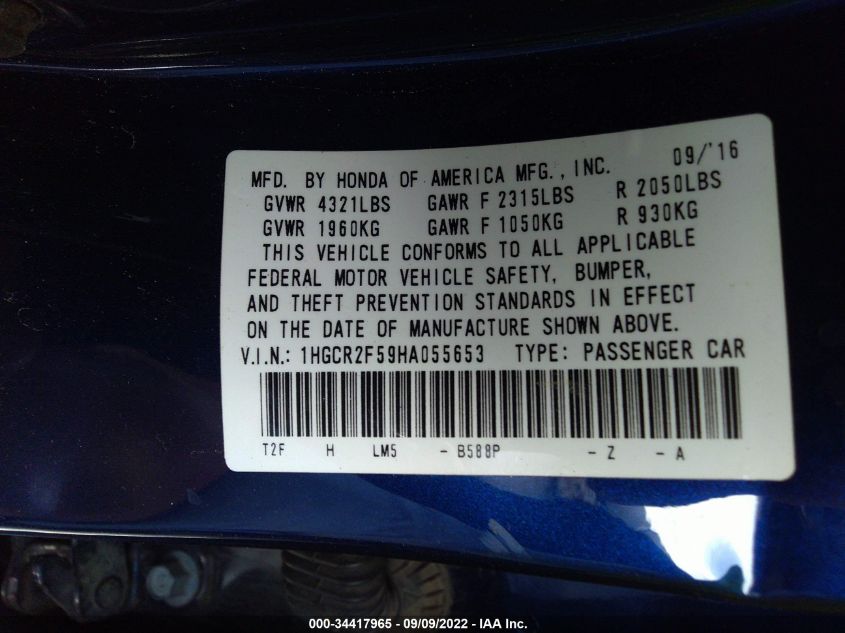 MFD. BY HONDA OF AMERICA MFG., INC. 09/'16
GVWR 4321LBS GAWR F 2315LBS R 2050LBS
GVWR 1960KG GAWR F 1050KG R 930KG
THIS VEHICLE CONFORMS TO ALL APPLICABLE
FEDERAL MOTOR VEHICLE SAFETY, BUMPER,
AND THEFT PREVENTION STANDARDS IN EFFECT
ON THE DATE OF MANUFACTURE SHOWN ABOVE.
V.I.N.: 1HGCR2F59HA055653 TYPE: PASSENGER CAR
T2F H LM5 - B588P - Z - A
000-34417965 - 09/09/2022 - IAA Inc.